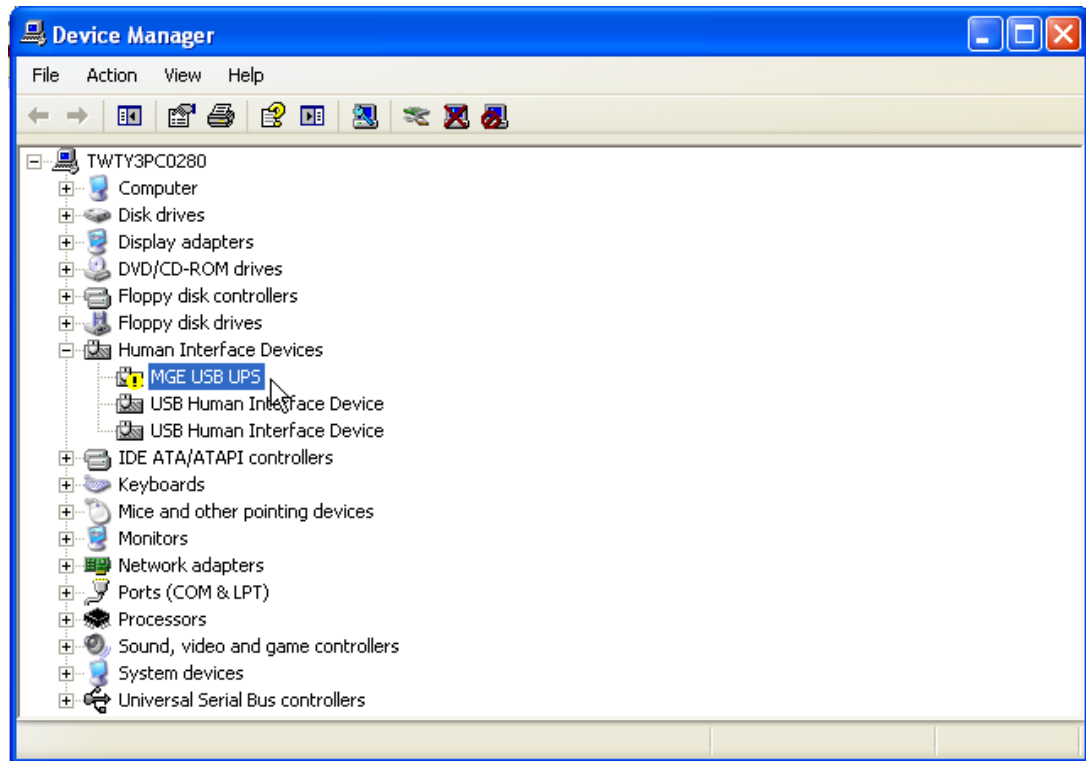 Device Manager
File Action View Help
TWTY3PC0280
Computer
Disk drives
Display adapters
DVD/CD-ROM drives
Floppy disk controllers
Floppy disk drives
Human Interface Devices
MGE USB UPS
USB Human Interface Device
USB Human Interface Device
IDE ATA/ATAPI controllers
Keyboards
Mice and other pointing devices
Monitors
Network adapters
Ports (COM & LPT)
Processors
Sound, video and game controllers
System devices
Universal Serial Bus controllers